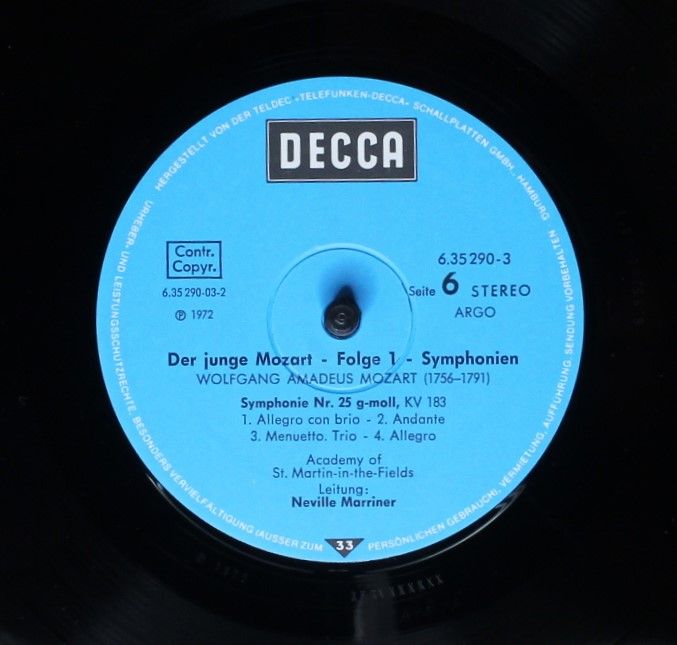 HERGESTELLT VON DER TELDEC »TELEFUNKEN-DECCA« SCHALLPLATTEN GMBH., HAMBURG
DECCA
Contr.
Copyr.
6.35 290-03-2
Ⓟ 1972
6.35 290-3
Seite 6 STEREO
ARGO
Der junge Mozart - Folge 1 - Symphonien
WOLFGANG AMADEUS MOZART (1756–1791)
Symphonie Nr. 25 g-moll, KV 183
1. Allegro con brio - 2. Andante
3. Menuetto. Trio - 4. Allegro
Academy of
St. Martin-in-the-Fields
Leitung:
Neville Marriner
33
URHEBER- UND LEISTUNGSSCHUTZRECHTE, BESONDERS VERVIELFÄLTIGUNG (AUSSER ZUM PERSÖNLICHEN GEBRAUCH), VERMIETUNG, AUFFÜHRUNG, SENDUNG VORBEHALTEN